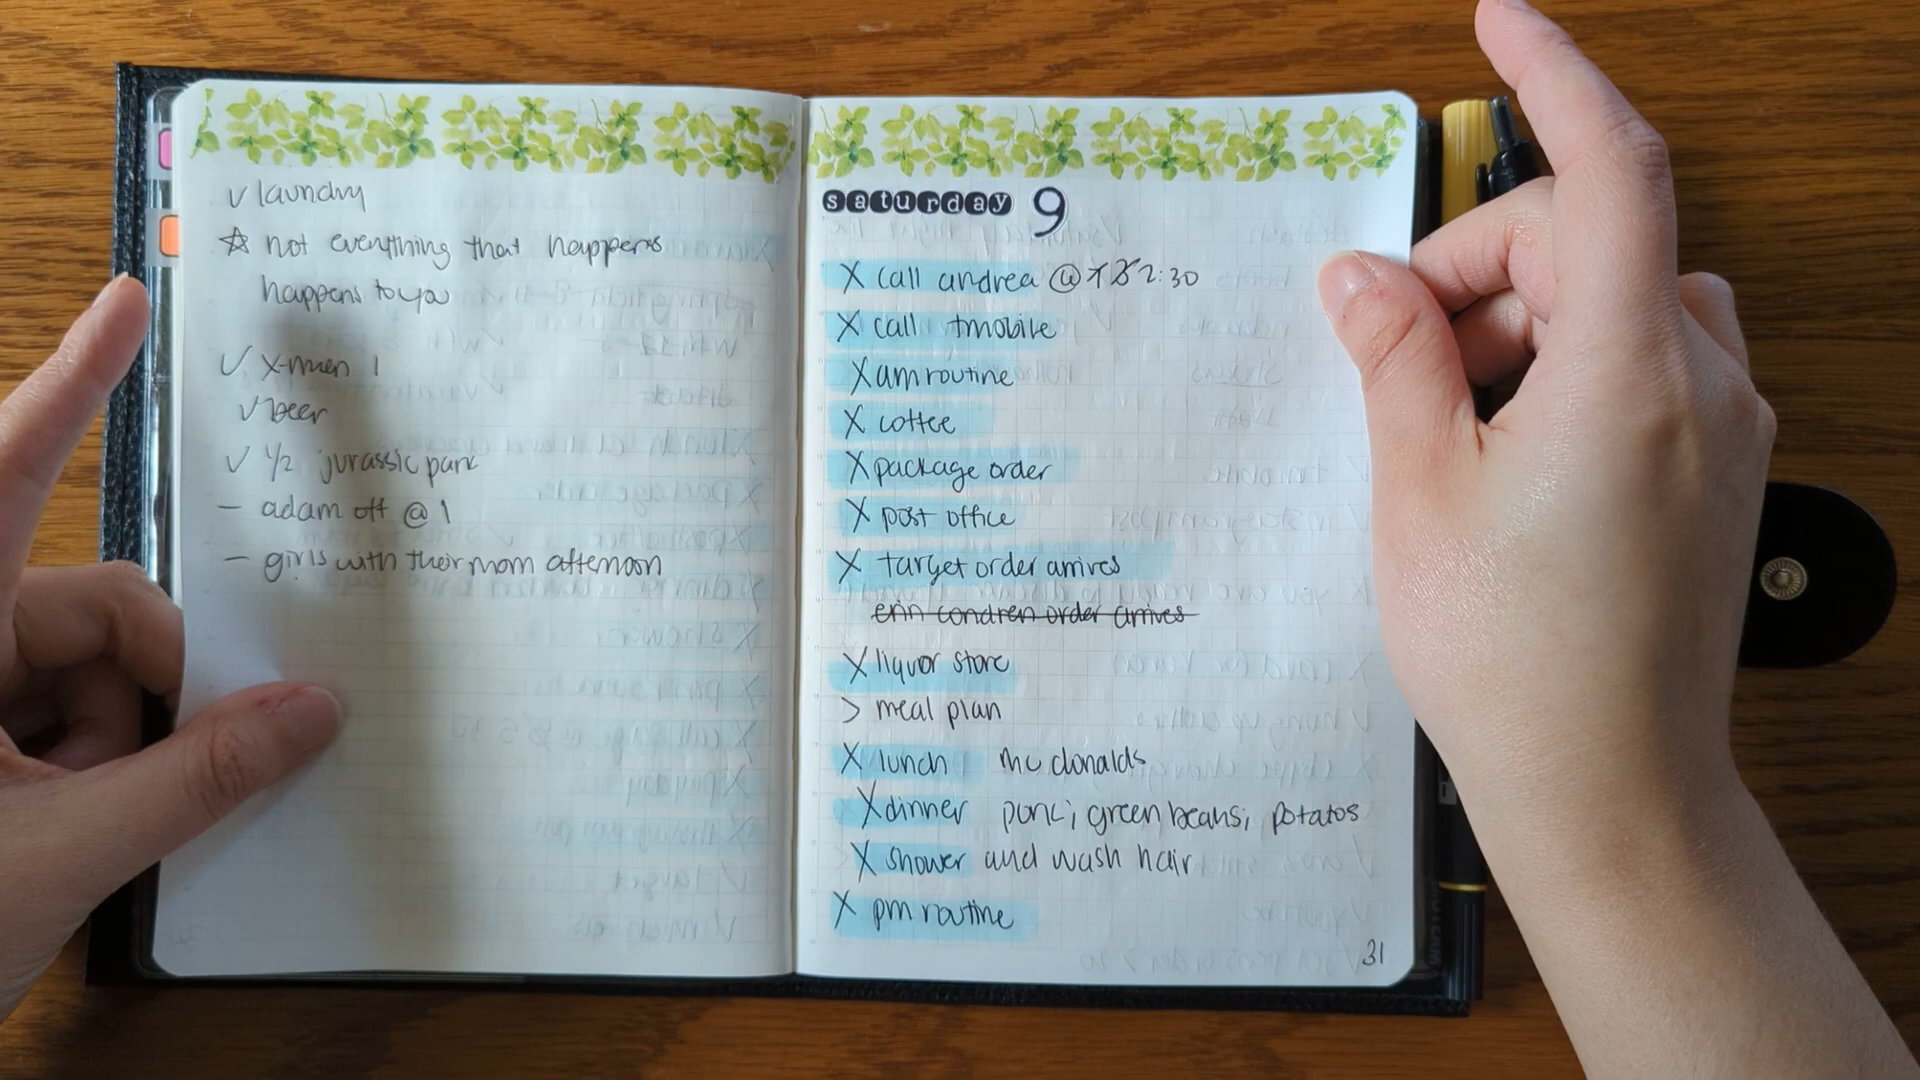 ✓ laundry
☆ not everything that happens
happens to you
✓ x-men 1
✓ beer
✓ 1/2 jurassic park
— adam off @ 1
— girls with their mom afternoon
saturday 9
X call andrea @ 1 2 2:30
X call tmobile
X am routine
X coffee
X package order
X post office
X target order arrives
erin condren order arrives
X liquor store
> meal plan
X lunch mcdonalds
X dinner pork; green beans; potatos
X shower and wash hair
X pm routine
31